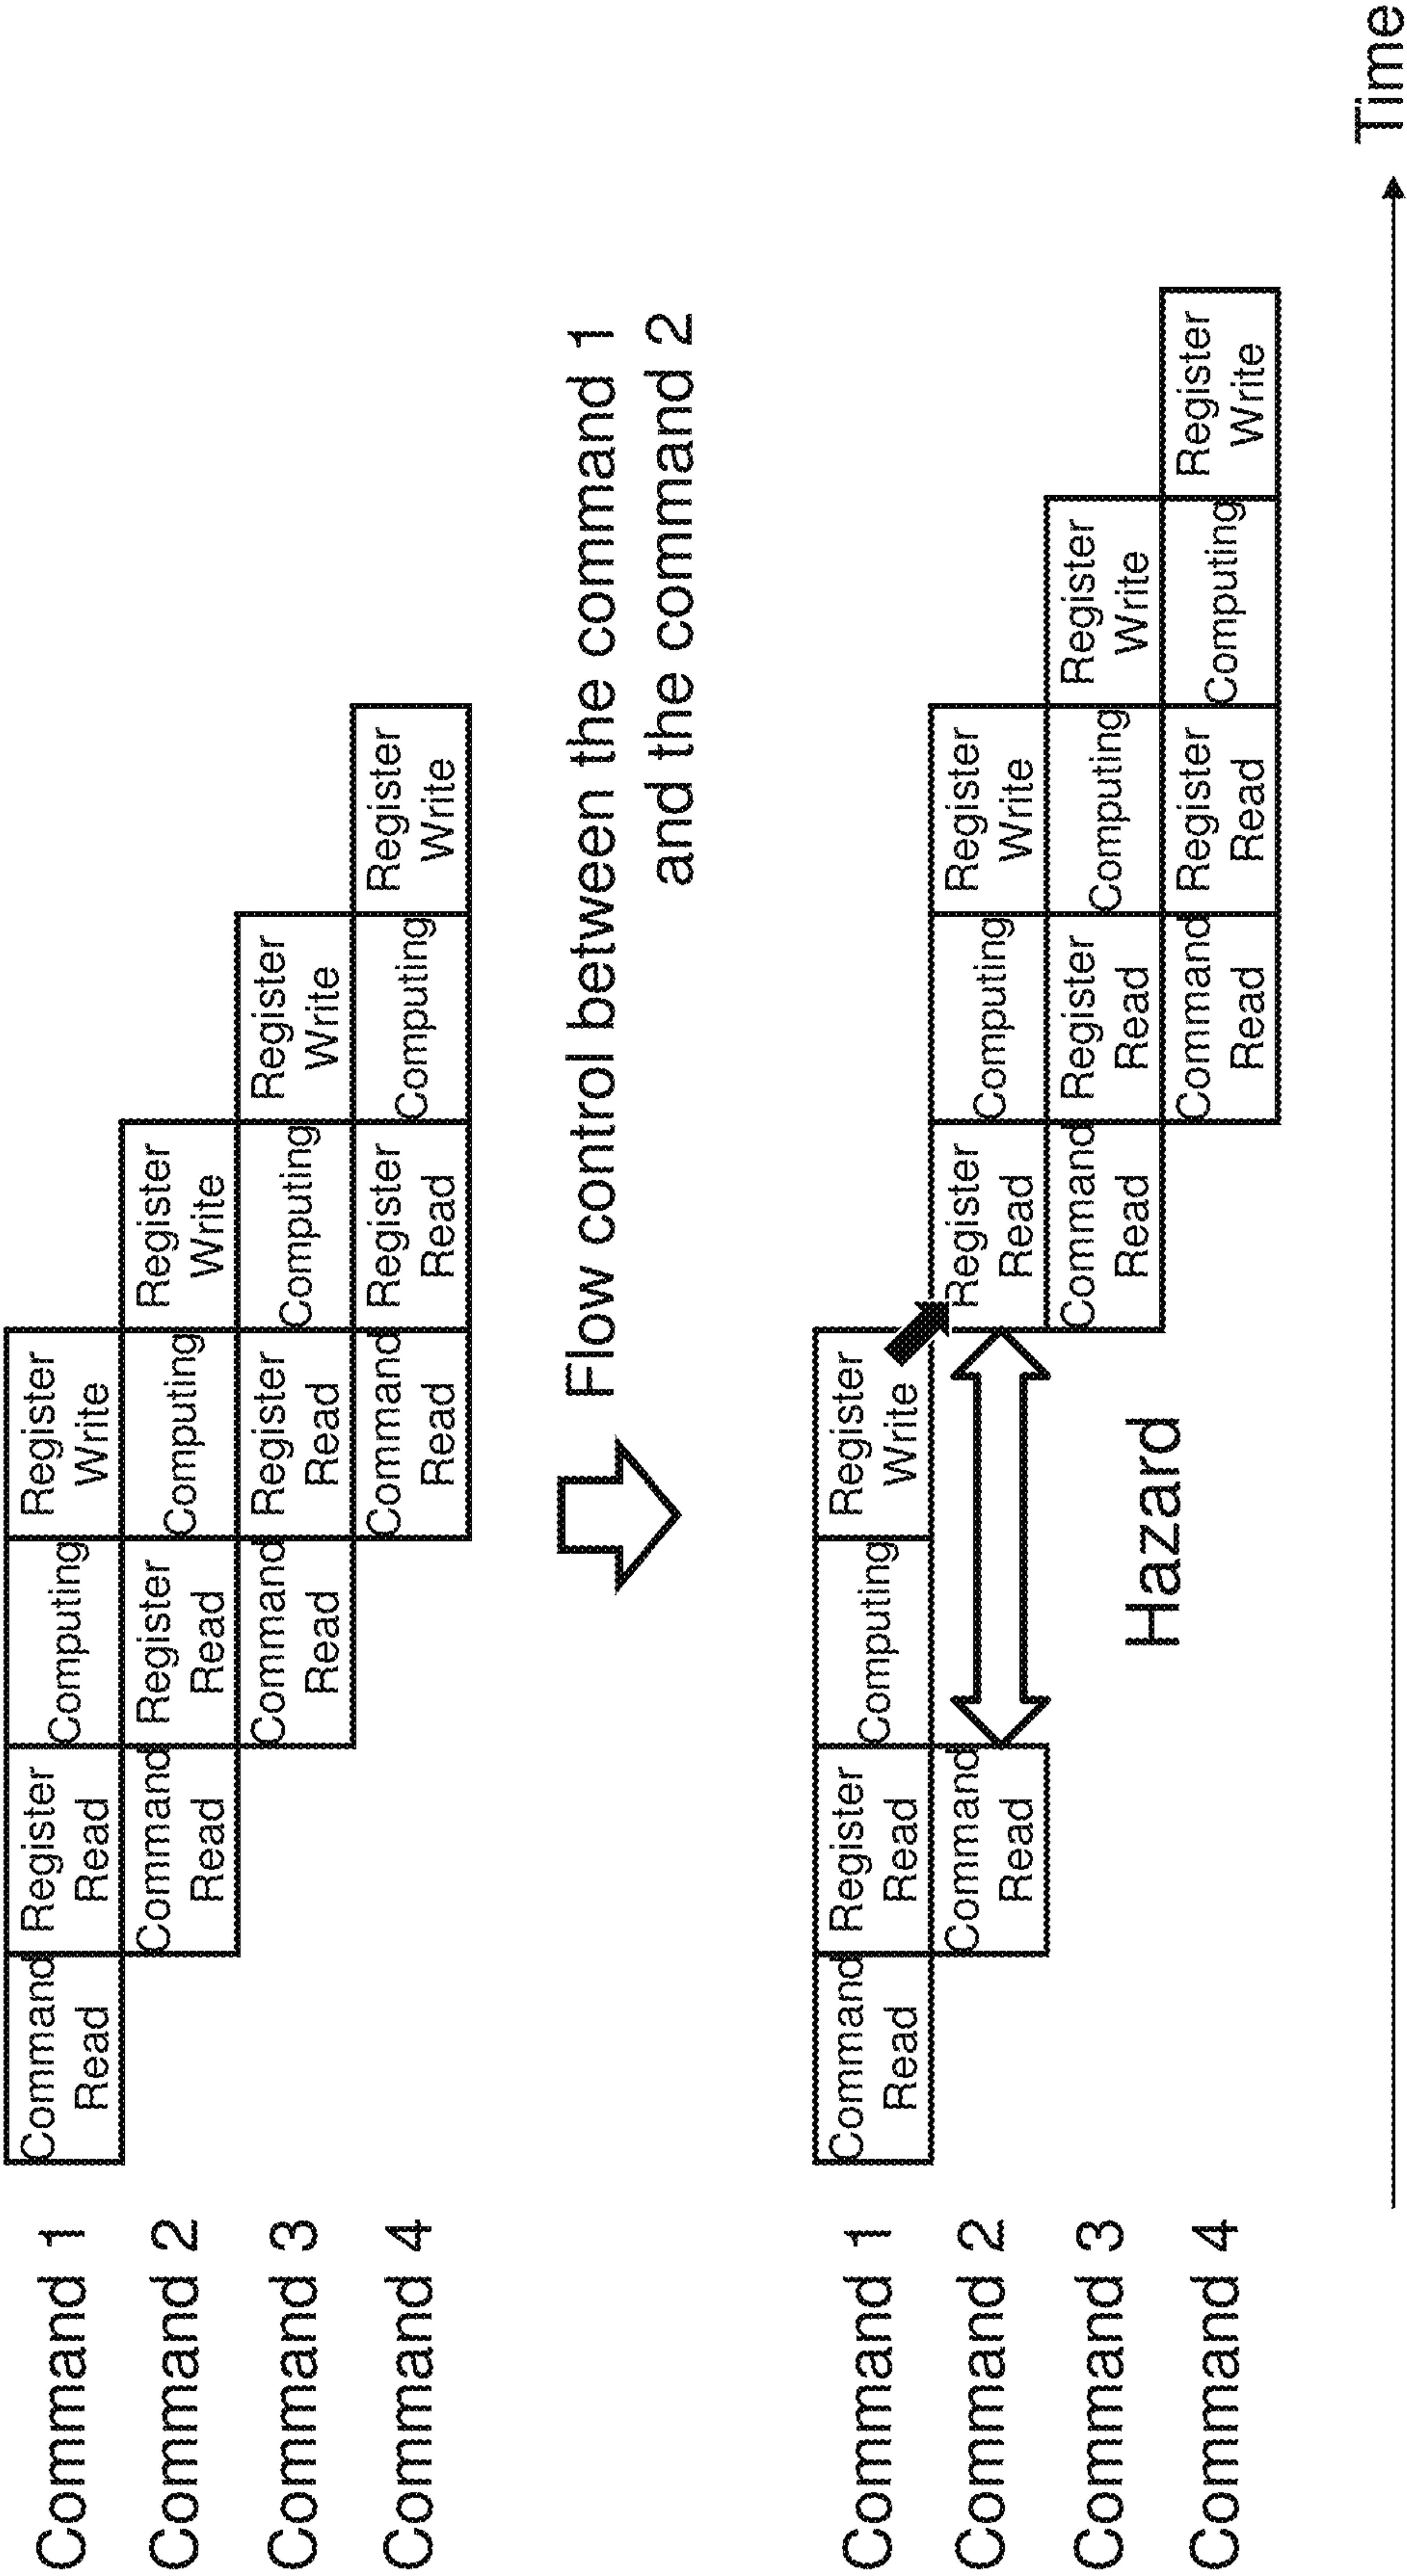 Command 1
Command
Read
Register
Read
Computing
Register
Write
Command 2
Command
Read
Register
Read
Computing
Register
Write
Command 3
Command
Read
Register
Read
Computing
Register
Write
Command 4
Command
Read
Register
Read
Computing
Register
Write
Flow control between the command 1
and the command 2
Command 1
Command
Read
Register
Read
Computing
Register
Write
Command 2
Command
Read
Register
Read
Computing
Register
Write
Command 3
Hazard
Command
Read
Register
Read
Computing
Register
Write
Command 4
Command
Read
Register
Read
Computing
Register
Write
Time